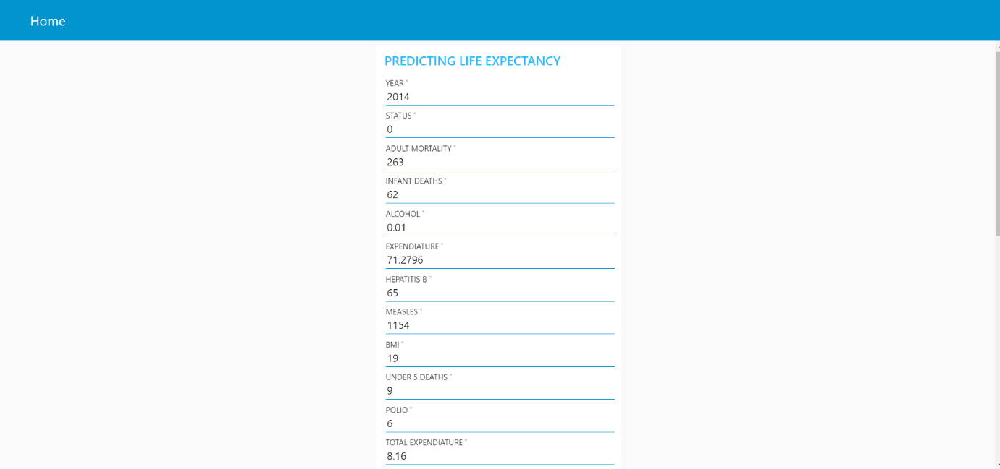 Home
PREDICTING LIFE EXPECTANCY
YEAR *
2014
STATUS *
0
ADULT MORTALITY *
263
INFANT DEATHS *
62
ALCOHOL *
0.01
EXPENDIATURE *
71.2796
HEPATITIS B *
65
MEASLES *
1154
BMI *
19
UNDER 5 DEATHS *
9
POLIO *
6
TOTAL EXPENDIATURE *
8.16